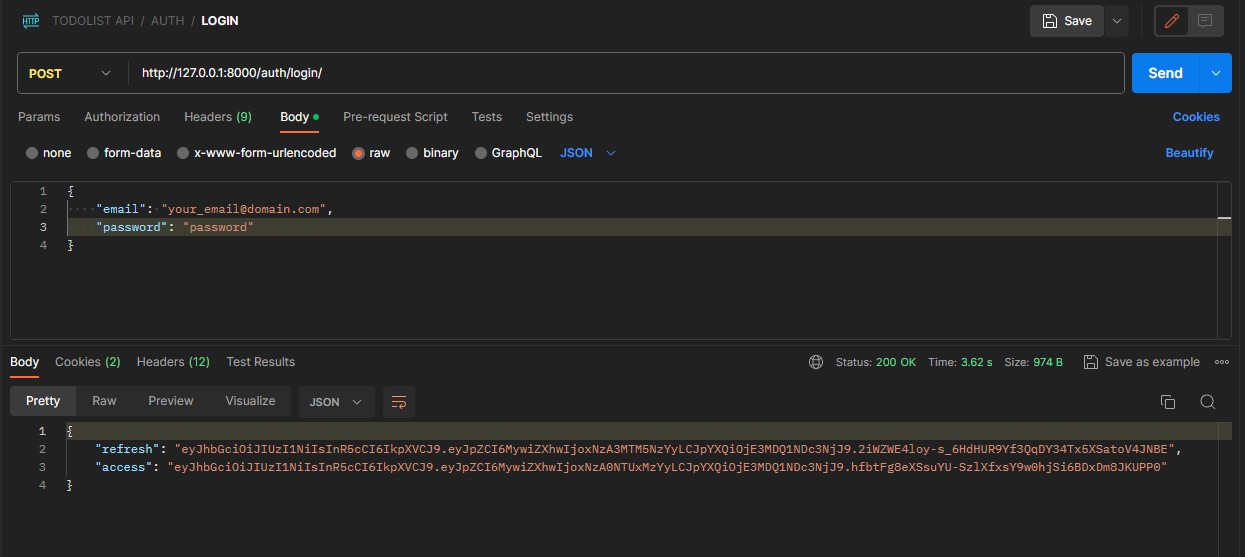 HTTP TODOLIST API / AUTH / LOGIN Save
POST http://127.0.0.1:8000/auth/login/ Send
Params Authorization Headers (9) Body Pre-request Script Tests Settings Cookies
none form-data x-www-form-urlencoded raw binary GraphQL JSON Beautify
1 {
2 "email": "your_email@domain.com",
3 "password": "password"
4 }
Body Cookies (2) Headers (12) Test Results Status: 200 OK Time: 3.62 s Size: 974 B Save as example
Pretty Raw Preview Visualize JSON
1 {
2 "refresh": "eyJhbGciOiJIUzI1NiIsInR5cCI6IkpXVCJ9.eyJpZCI6MywiZXhwIjoxNzA3MTM5NzYyLCJpYXQiOjE3MDQ1NDc3NjJ9.2iWZWE4loy-s_6HdHUR9Yf3QqDY34Tx5XSatoV4JNBE",
3 "access": "eyJhbGciOiJIUzI1NiIsInR5cCI6IkpXVCJ9.eyJpZCI6MywiZXhwIjoxNzA0NTUxMzYyLCJpYXQiOjE3MDQ1NDc3NjJ9.hfbtFg8eXSsuYU-SzlXfxsY9w0hjSi6BDxDm8JKUPP0"
4 }